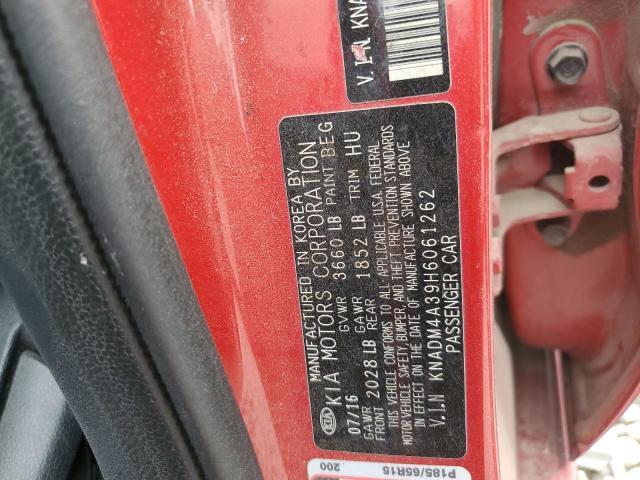 MANUFACTURED IN KOREA BY
KIA KIA MOTORS CORPORATION
07/16 GVWR 3660 LB PAINT BEG
GAWR FRONT 2028 LB GAWR REAR 1852 LB TRIM HU
THIS VEHICLE CONFORMS TO ALL APPLICABLE U.S.A. FEDERAL
MOTOR VEHICLE SAFETY, BUMPER, AND THEFT PREVENTION STANDARDS
IN EFFECT ON THE DATE OF MANUFACTURE SHOWN ABOVE
V.I.N KNADM4A39H6061262
PASSENGER CAR
V.I.N. KNA
P185/65R15
200